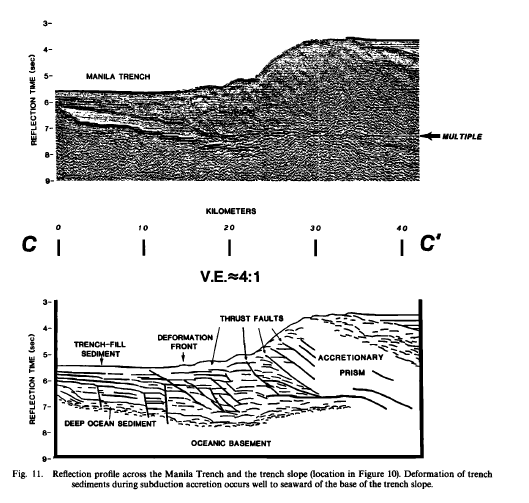 3-
4-
MANILA TRENCH
5-
REFLECTION TIME (sec)
6-
7-
MULTIPLE
8-
9-
KILOMETERS
0 10 20 30 40
C C'
V.E.≈4:1
3-
THRUST FAULTS
4-
DEFORMATION
FRONT
TRENCH-FILL
SEDIMENT
5-
ACCRETIONARY
PRISM
REFLECTION TIME (sec)
6-
7-
DEEP OCEAN SEDIMENT
8-
OCEANIC BASEMENT
9-
Fig. 11. Reflection profile across the Manila Trench and the trench slope (location in Figure 10). Deformation of trench
sediments during subduction accretion occurs well to seaward of the base of the trench slope.